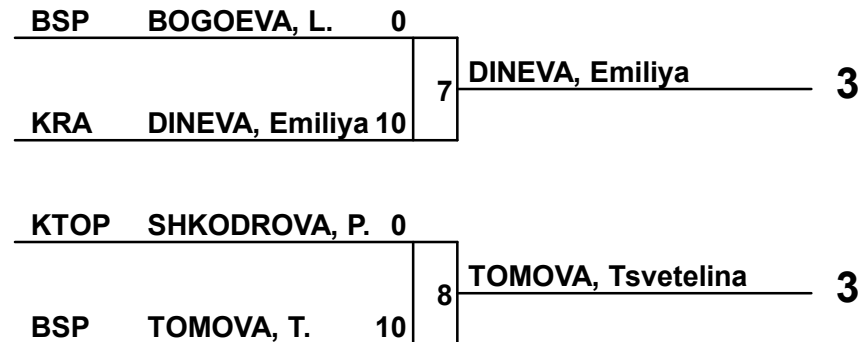 BSP BOGOEVA, L. 0
7 DINEVA, Emiliya 3
KRA DINEVA, Emiliya 10
KTOP SHKODROVA, P. 0
8 TOMOVA, Tsvetelina 3
BSP TOMOVA, T. 10